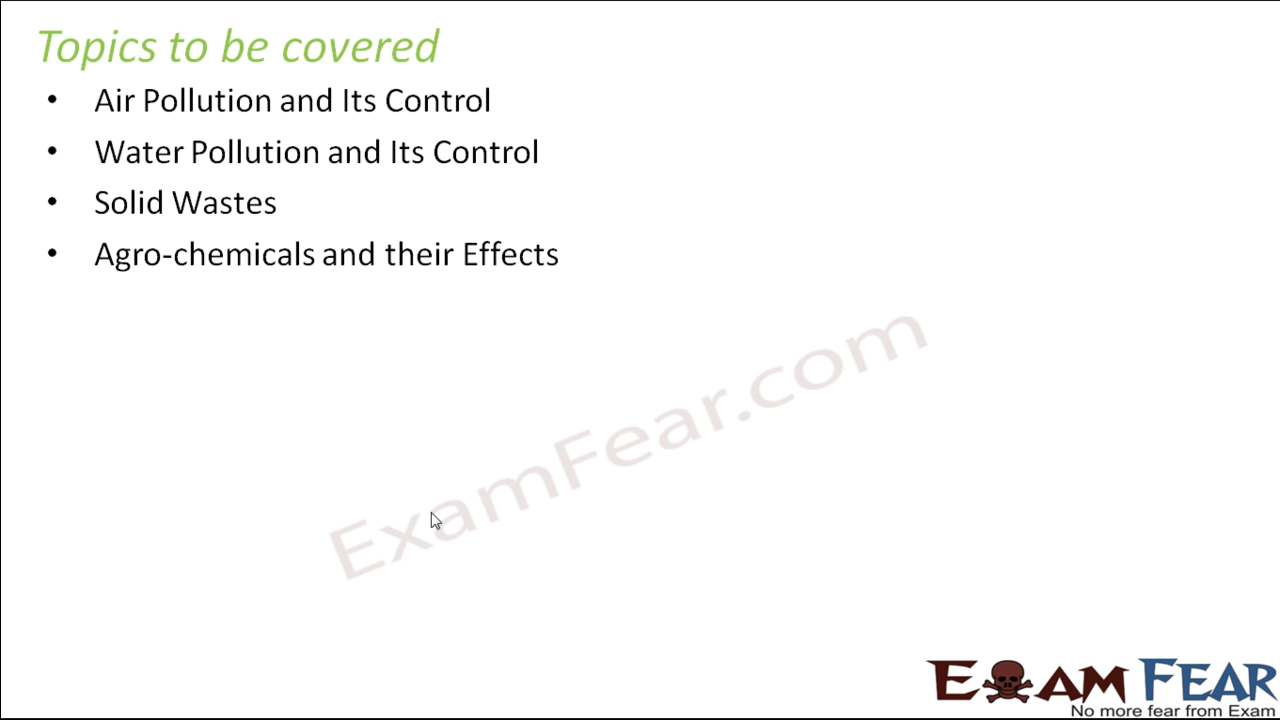 Topics to be covered
• Air Pollution and Its Control
• Water Pollution and Its Control
• Solid Wastes
• Agro-chemicals and their Effects
ExamFear.com
EXAM FEAR
No more fear from Exam